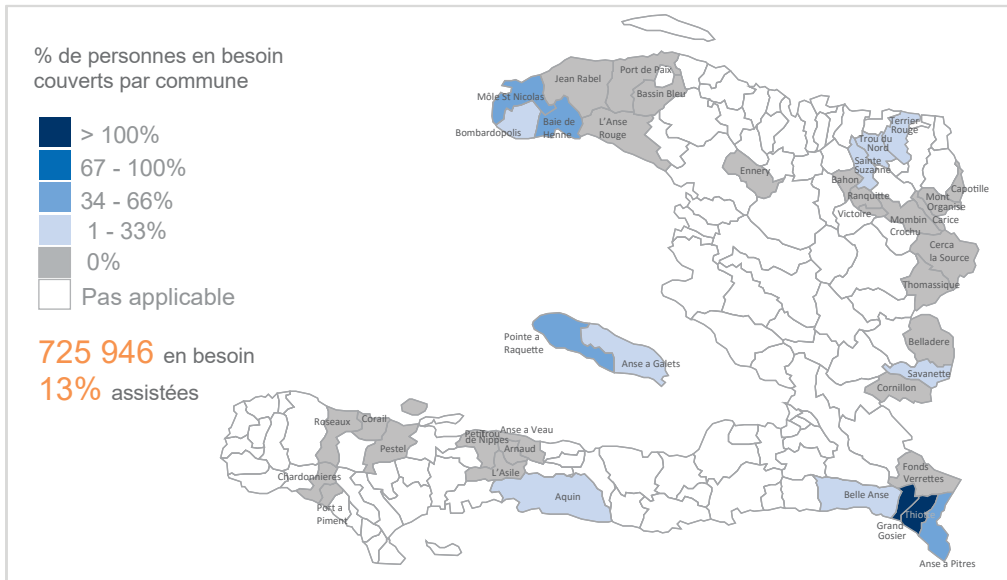 % de personnes en besoin
couverts par commune
> 100%
67 - 100%
34 - 66%
1 - 33%
0%
Pas applicable
725 946 en besoin
13% assistées
Jean Rabel
Port de Paix
Môle St Nicolas
Bassin Bleu
Bombardopolis
Baie de
Henne
L'Anse
Rouge
Terrier
Rouge
Trou du
Nord
Sainte
Suzanne
Ennery
Bahon
Ranquitte
Capotille
Mont
Organise
Victoire
Mombin
Crochu
Carice
Cerca
la Source
Thomassique
Pointe a
Raquette
Anse a Galets
Belladere
Savanette
Cornillon
Roseaux
Corail
Pestel
Anse a Veau
Petitrou
de Nippes
Arnaud
L'Asile
Chardonnieres
Port a
Piment
Aquin
Fonds
Verrettes
Belle Anse
Thiotte
Grand
Gosier
Anse a Pitres